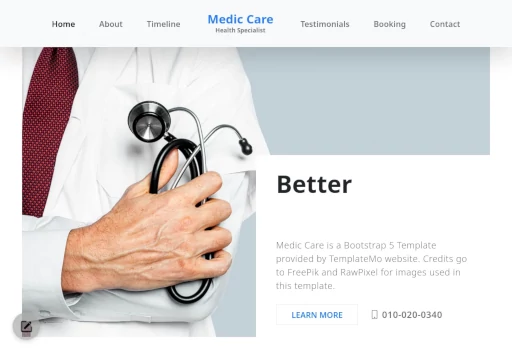 Home
About
Timeline
Medic Care
Health Specialist
Testimonials
Booking
Contact
Better
Medic Care is a Bootstrap 5 Template
provided by TemplateMo website. Credits go
to FreePik and RawPixel for images used in
this template.
LEARN MORE
010-020-0340